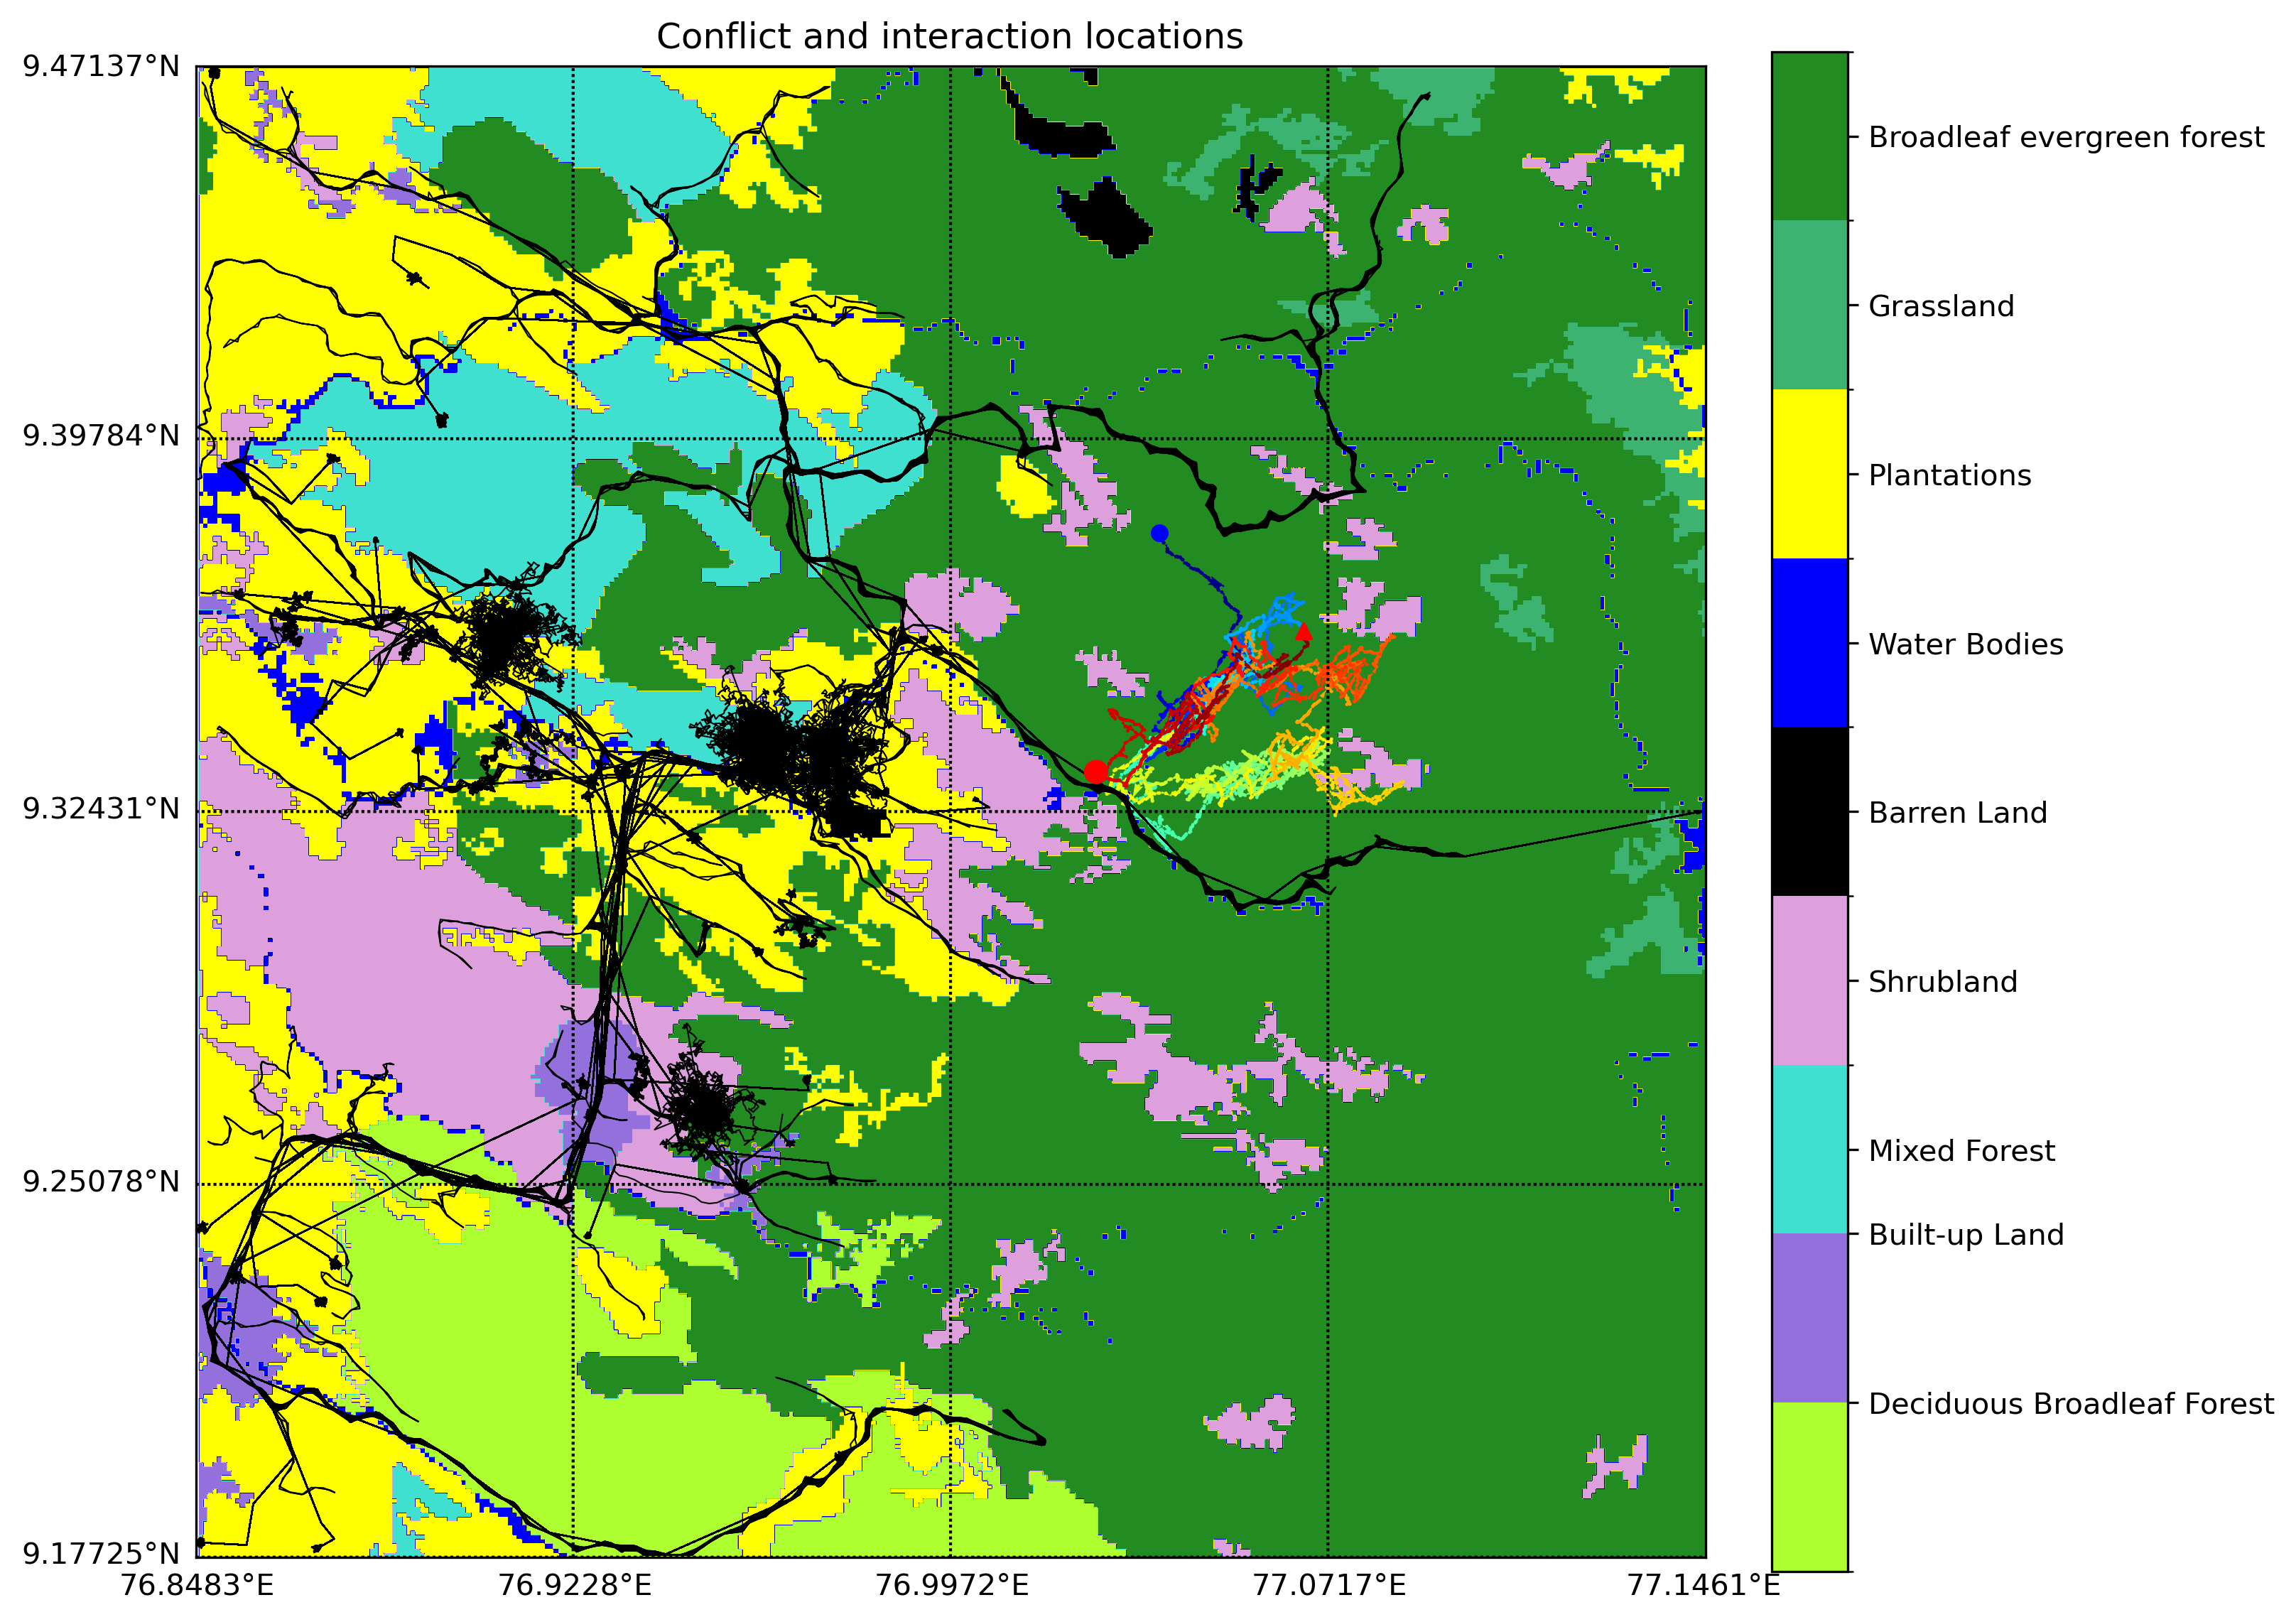 Conflict and interaction locations
9.47137°N
9.39784°N
9.32431°N
9.25078°N
9.17725°N
76.8483°E
76.9228°E
76.9972°E
77.0717°E
77.1461°E
Broadleaf evergreen forest
Grassland
Plantations
Water Bodies
Barren Land
Shrubland
Mixed Forest
Built-up Land
Deciduous Broadleaf Forest